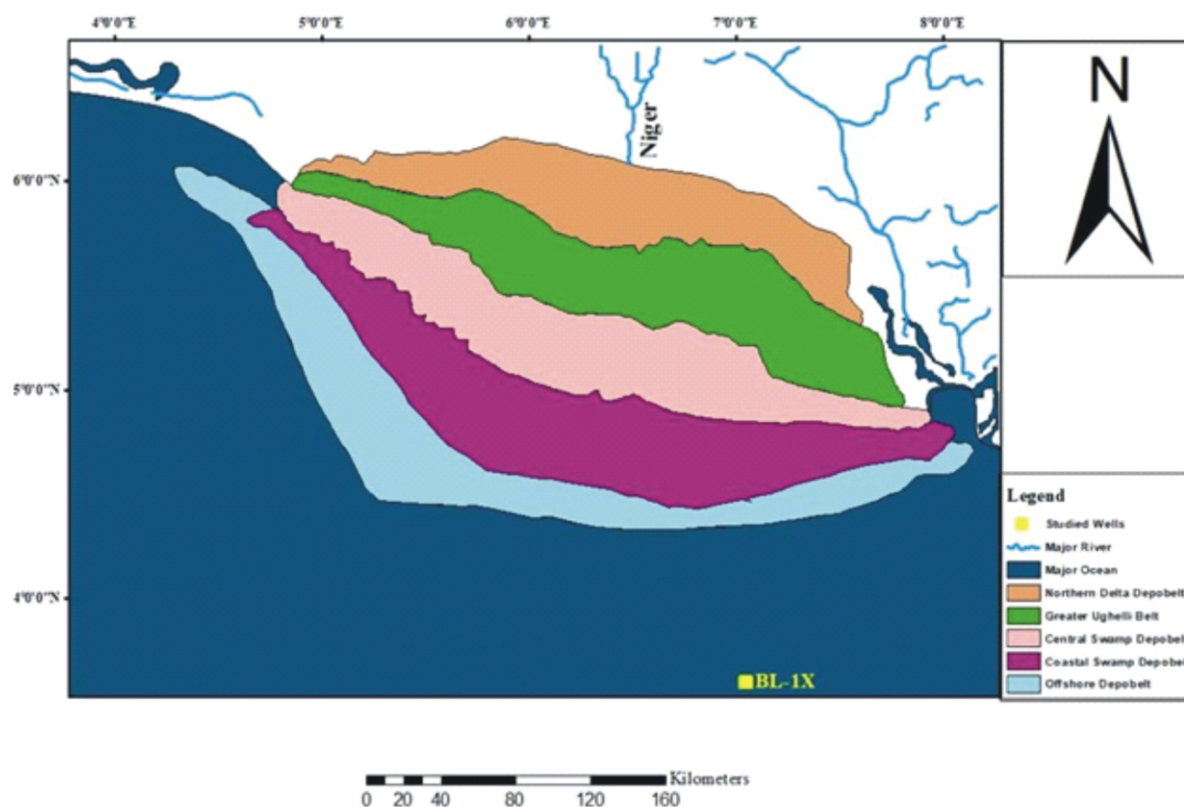 4°0'0"E 5°0'0"E 6°0'0"E 7°0'0"E 8°0'0"E
N
Niger
6°0'0"N
5°0'0"N
4°0'0"N
Legend
Studied Wells
Major River
Major Ocean
Northern Delta Depobelt
Greater Ughelli Belt
Central Swamp Depobel
Coastal Swamp Depobel
Offshore Depobelt
BL-1X
Kilometers
0 20 40 80 120 160